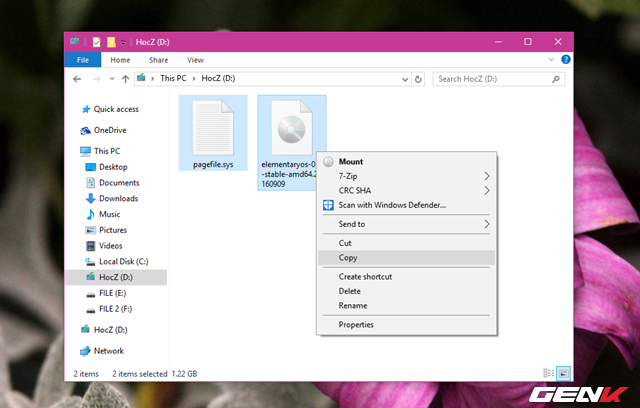 HocZ (D:)
File Home Share View
This PC > HocZ (D:)
Search HocZ (D:)
Quick access
OneDrive
This PC
Desktop
Documents
Downloads
Music
Pictures
Videos
Local Disk (C:)
HocZ (D:)
FILE (E:)
FILE 2 (F:)
HocZ (D:)
Network
pagefile.sys
elementaryos-0
-stable-amd64.2
160909
Mount
7-Zip
CRC SHA
Scan with Windows Defender...
Send to
Cut
Copy
Create shortcut
Delete
Rename
Properties
2 items 2 items selected 1.22 GB
GENK